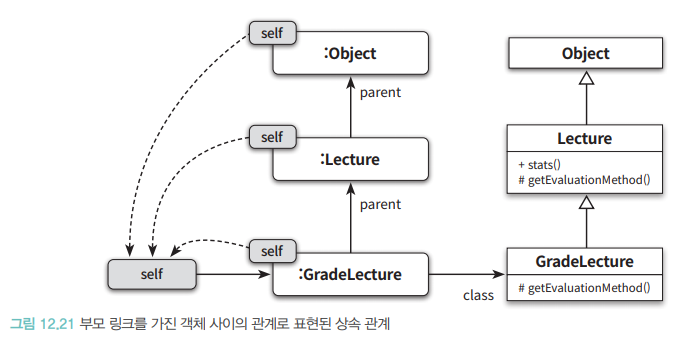 self
:Object
Object
parent
self
:Lecture
Lecture
+ stats()
# getEvaluationMethod()
parent
self
self
:GradeLecture
class
GradeLecture
# getEvaluationMethod()
그림 12.21 부모 링크를 가진 객체 사이의 관계로 표현된 상속 관계